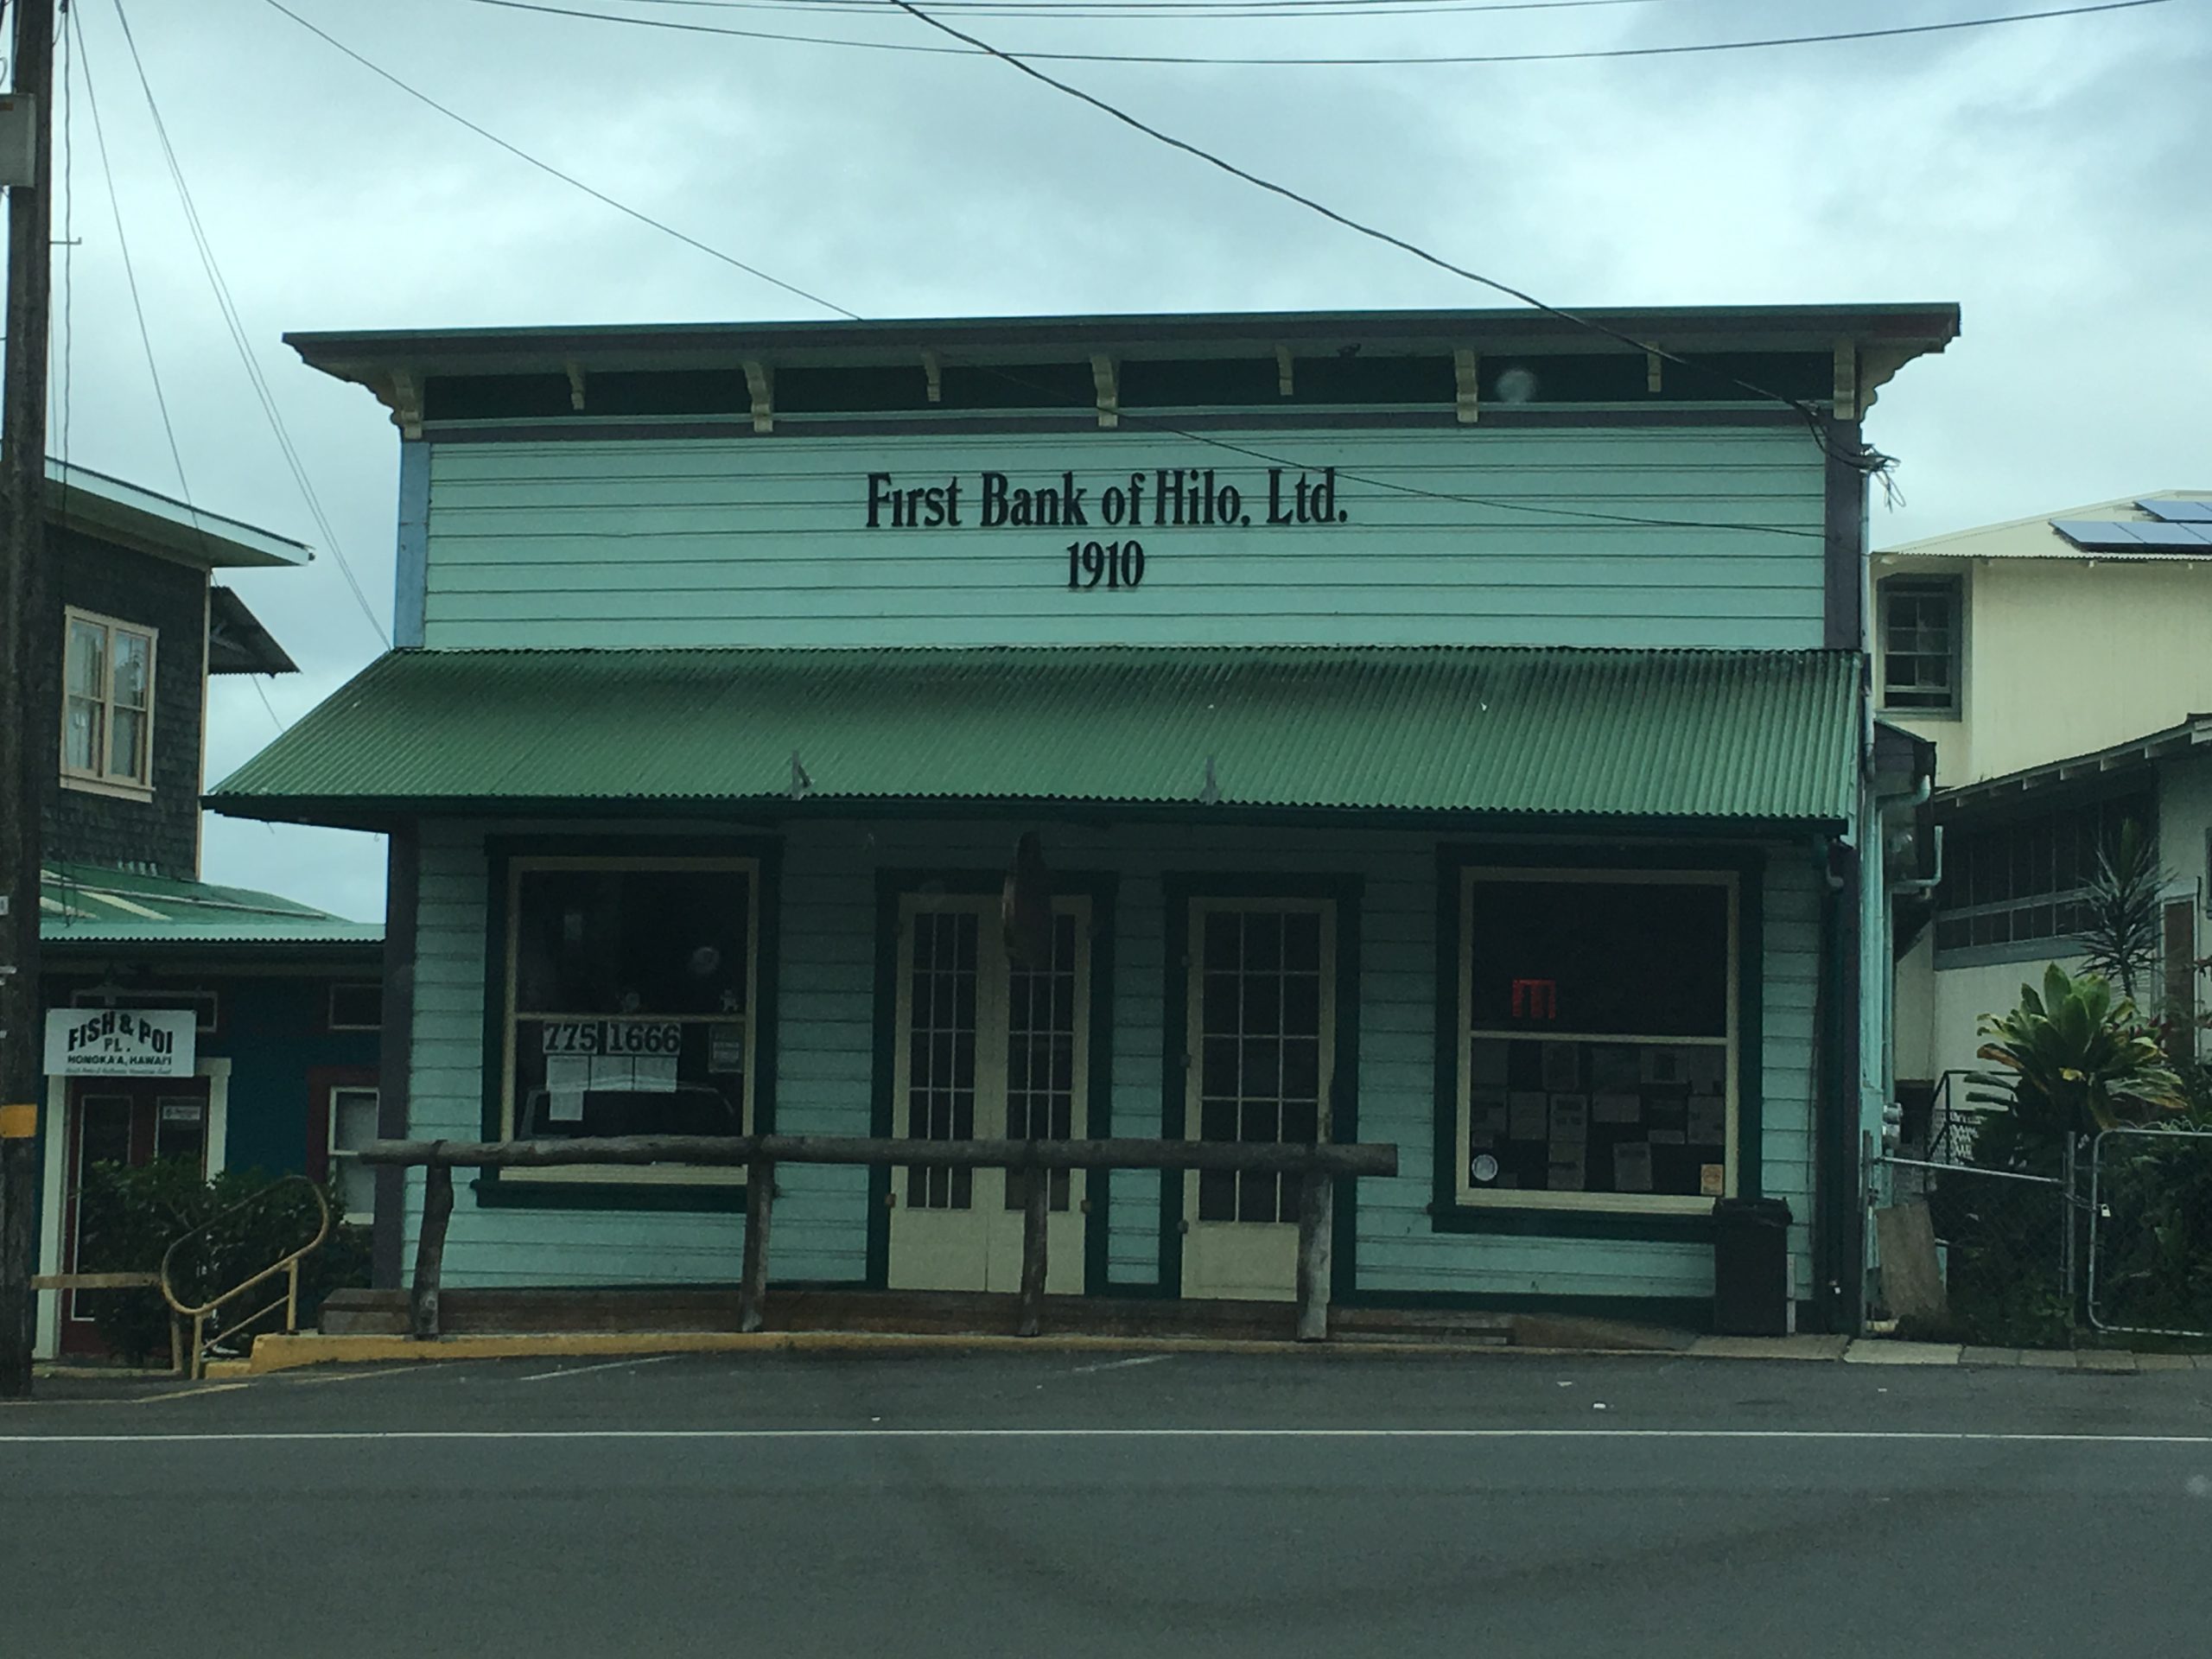 First Bank of Hilo, Ltd.
1910
775 1666
FISH & POI
PL.
HONOKA'A, HAWAI'I